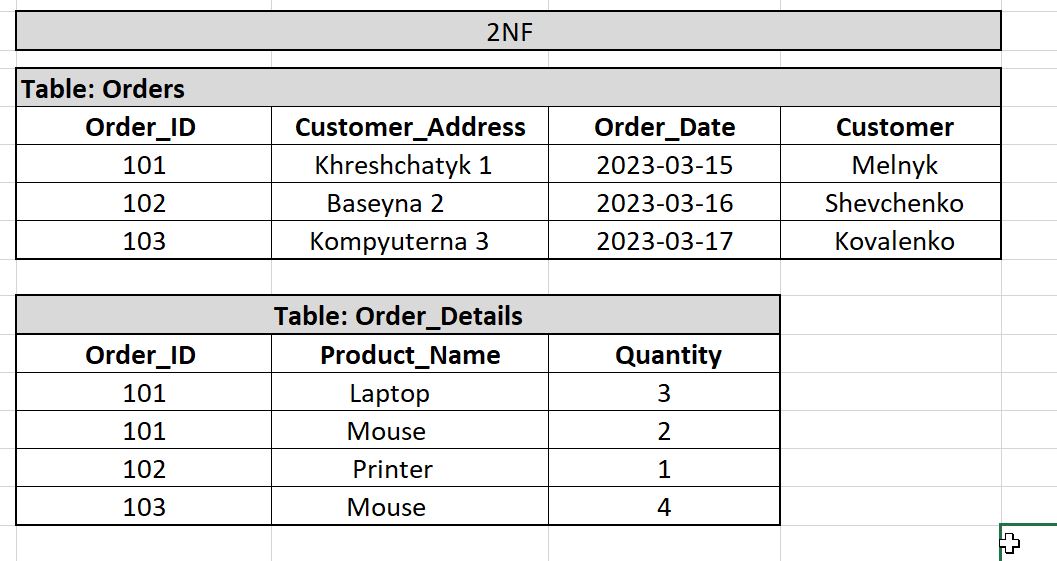 2NF
Table: Orders
Order_ID Customer_Address Order_Date Customer
101 Khreshchatyk 1 2023-03-15 Melnyk
102 Baseyna 2 2023-03-16 Shevchenko
103 Kompyuterna 3 2023-03-17 Kovalenko
Table: Order_Details
Order_ID Product_Name Quantity
101 Laptop 3
101 Mouse 2
102 Printer 1
103 Mouse 4